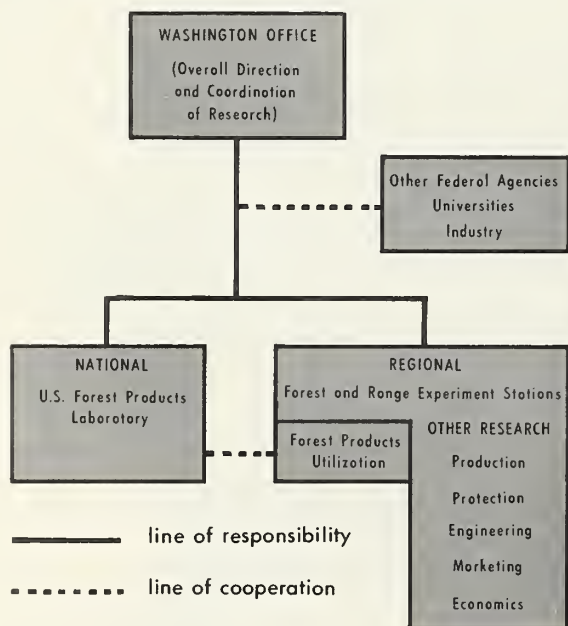 WASHINGTON OFFICE
(Overall Direction
and Coordination
of Research)
Other Federal Agencies
Universities
Industry
NATIONAL
U.S. Forest Products
Laboratory
REGIONAL
Forest and Range Experiment Stations
Forest Products
Utilization
OTHER RESEARCH
Production
Protection
Engineering
Marketing
Economics
line of responsibility
line of cooperation